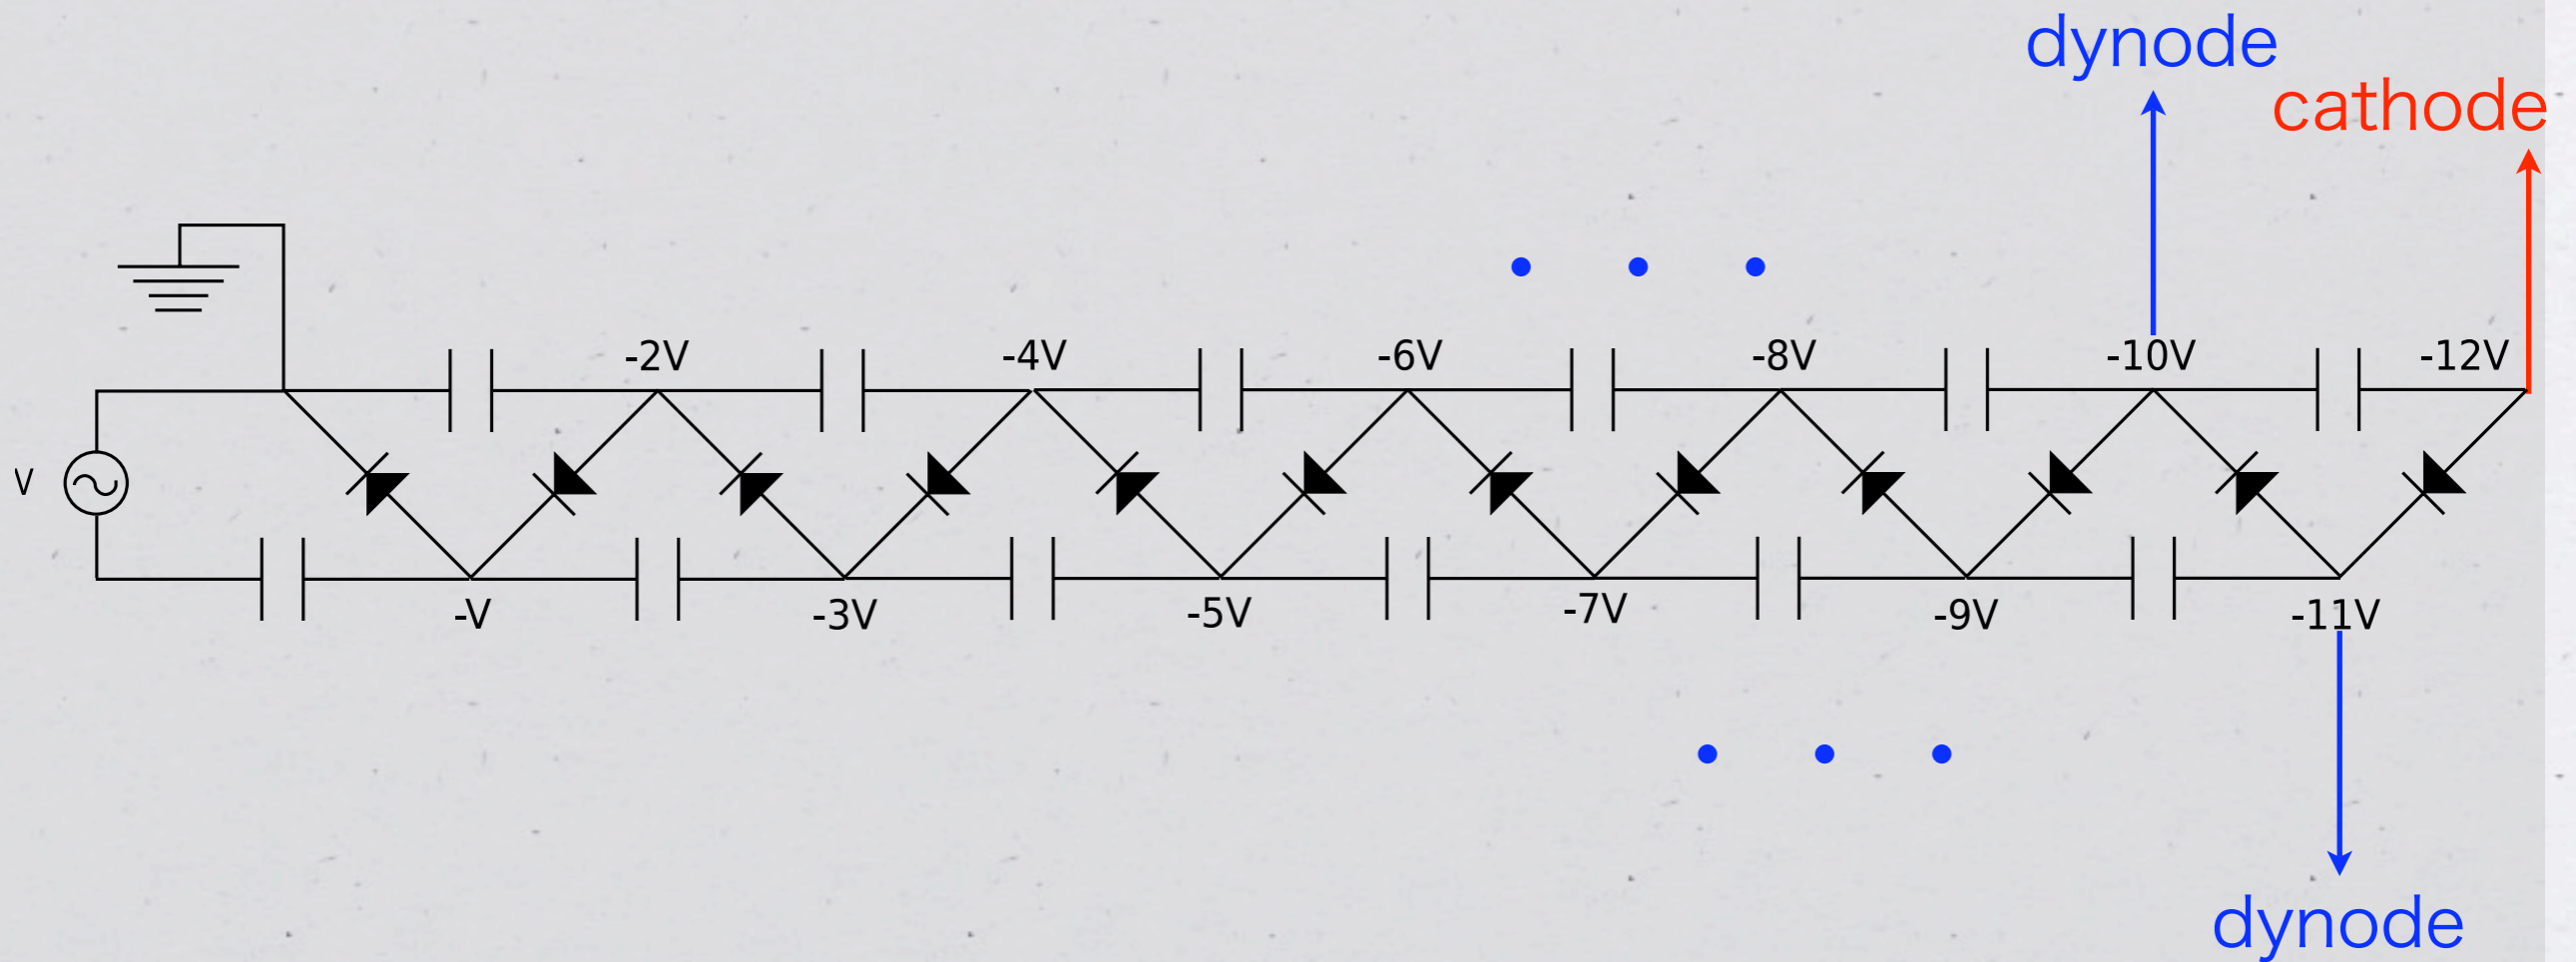 dynode
cathode
-2V
-4V
-6V
-8V
-10V
-12V
V
-V
-3V
-5V
-7V
-9V
-11V
dynode